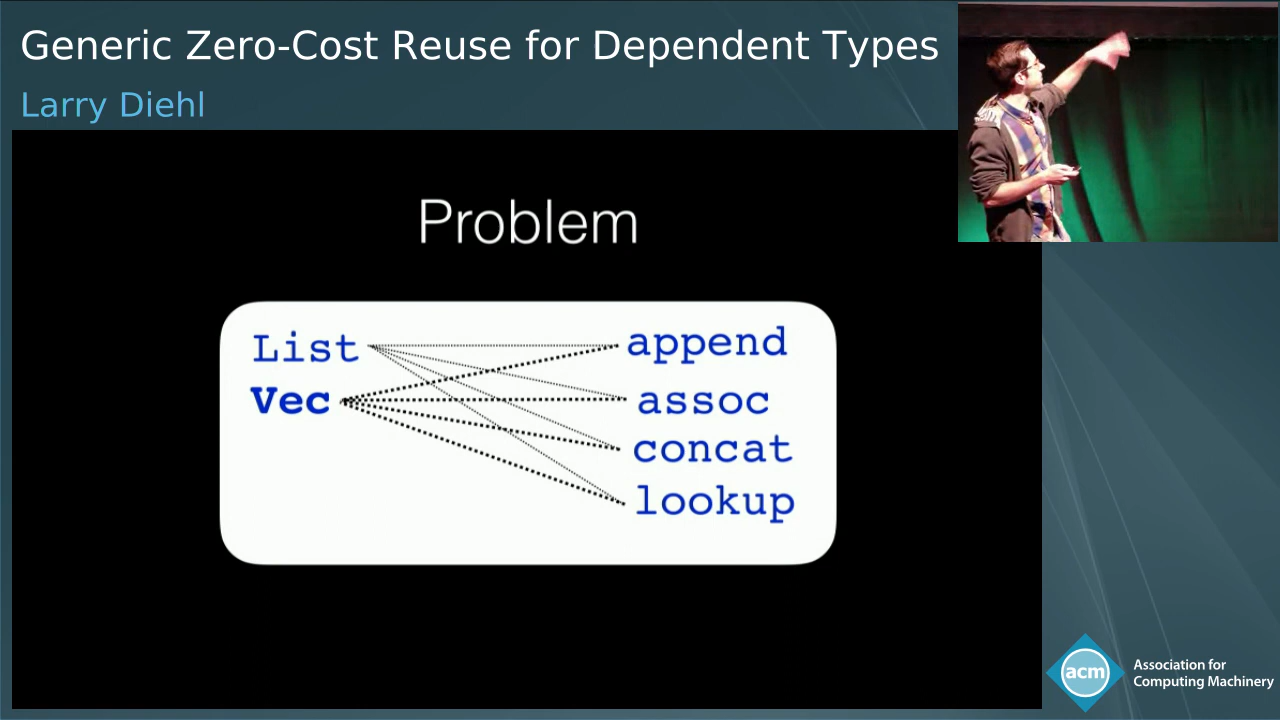 Generic Zero-Cost Reuse for Dependent Types
Larry Diehl
Problem
List
Vec
append
assoc
concat
lookup
acm
Association for
Computing Machinery